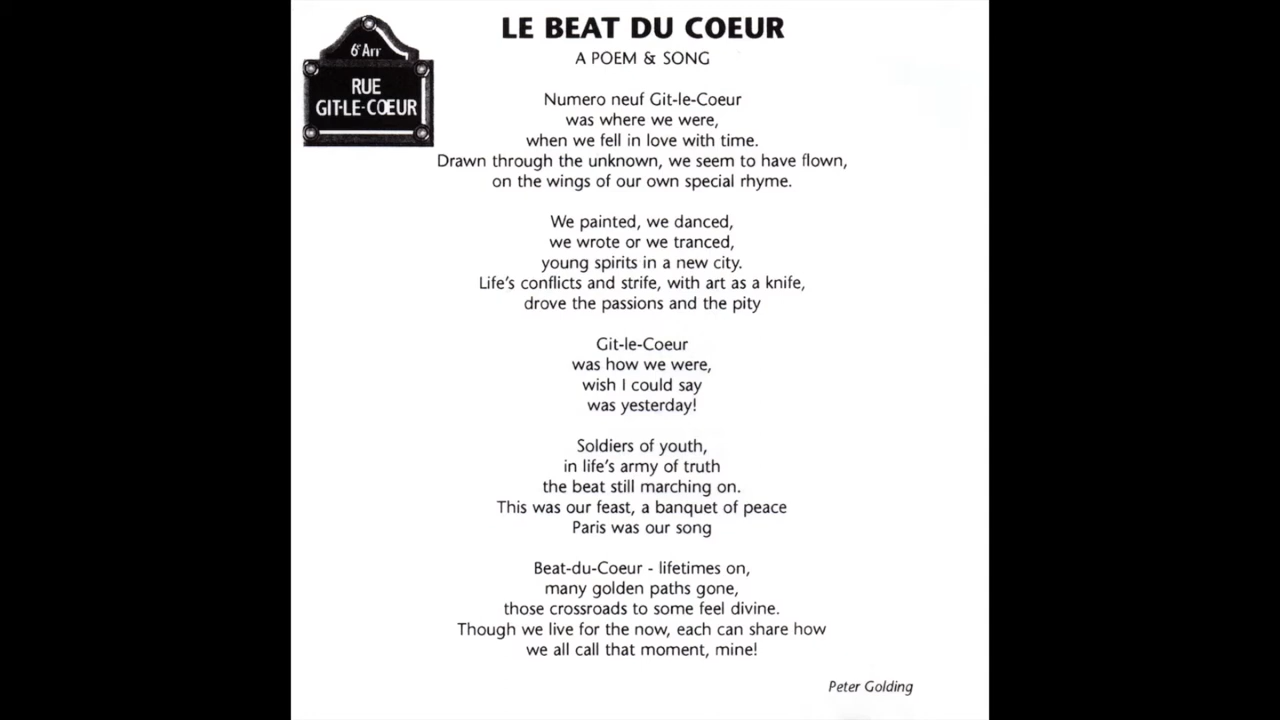 6e Arr
RUE
GIT-LE-COEUR
LE BEAT DU COEUR
A POEM & SONG
Numero neuf Git-le-Coeur
was where we were,
when we fell in love with time.
Drawn through the unknown, we seem to have flown,
on the wings of our own special rhyme.
We painted, we danced,
we wrote or we tranced,
young spirits in a new city.
Life's conflicts and strife, with art as a knife,
drove the passions and the pity
Git-le-Coeur
was how we were,
wish I could say
was yesterday!
Soldiers of youth,
in life's army of truth
the beat still marching on.
This was our feast, a banquet of peace
Paris was our song
Beat-du-Coeur - lifetimes on,
many golden paths gone,
those crossroads to some feel divine.
Though we live for the now, each can share how
we all call that moment, mine!
Peter Golding